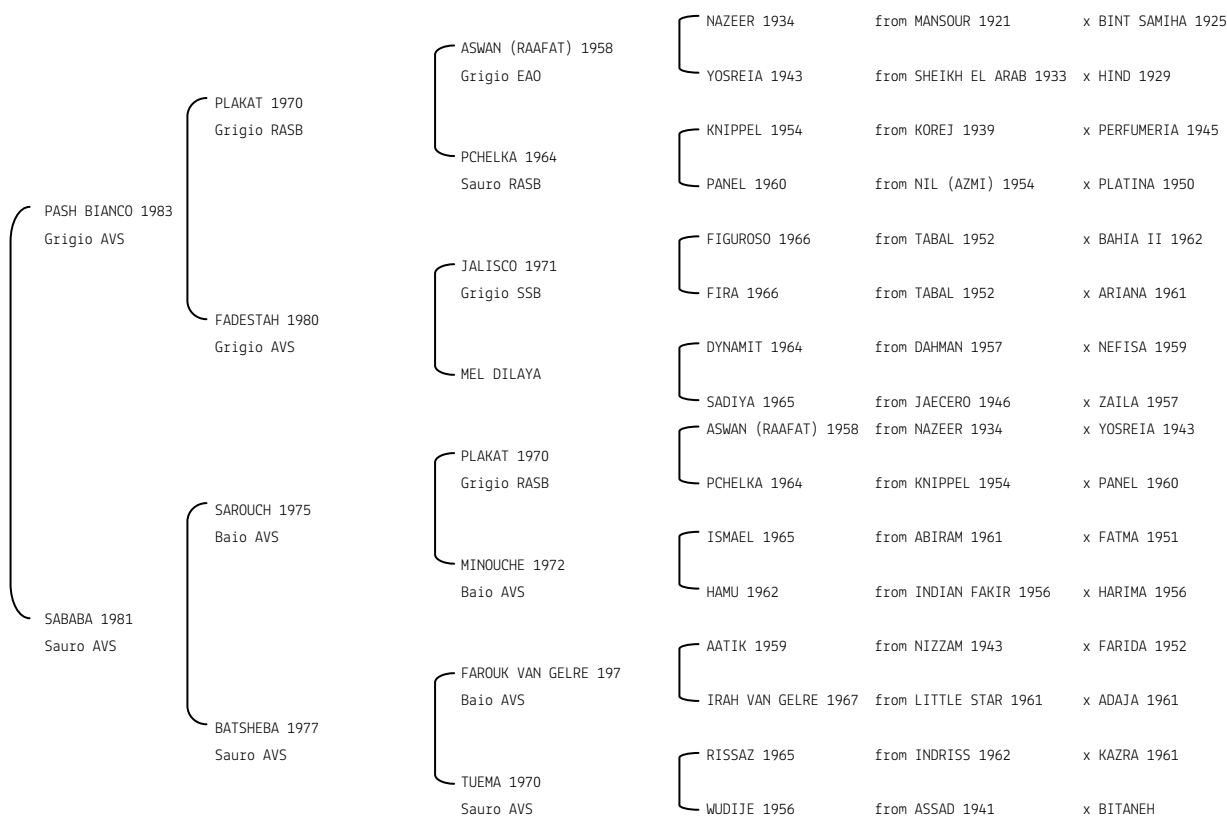 NAZEER 1934 from MANSOUR 1921 x BINT SAMIHA 1925
ASWAN (RAAFAT) 1958
Grigio EAO YOSREIA 1943 from SHEIKH EL ARAB 1933 x HIND 1929
PLAKAT 1970
Grigio RASB KNIPPEL 1954 from KOREJ 1939 x PERFUMERIA 1945
PCHELKA 1964
Sauro RASB PANEL 1960 from NIL (AZMI) 1954 x PLATINA 1950
PASH BIANCO 1983
Grigio AVS FIGUROSO 1966 from TABAL 1952 x BAHIA II 1962
JALISCO 1971
Grigio SSB FIRA 1966 from TABAL 1952 x ARIANA 1961
FADESTAH 1980
Grigio AVS DYNAMIT 1964 from DAHMAN 1957 x NEFISA 1959
MEL DILAYA
SADIYA 1965 from JAECERO 1946 x ZAILA 1957
ASWAN (RAAFAT) 1958 from NAZEER 1934 x YOSREIA 1943
PLAKAT 1970
Grigio RASB PCHELKA 1964 from KNIPPEL 1954 x PANEL 1960
SAROUCH 1975
Baio AVS ISMAEL 1965 from ABIRAM 1961 x FATMA 1951
MINOUCHE 1972
Baio AVS HAMU 1962 from INDIAN FAKIR 1956 x HARIMA 1956
SABABA 1981
Sauro AVS AATIK 1959 from NIZZAM 1943 x FARIDA 1952
FAROUK VAN GELRE 197
Baio AVS IRAH VAN GELRE 1967 from LITTLE STAR 1961 x ADAJA 1961
BATSHEBA 1977
Sauro AVS RISSAZ 1965 from INDRISS 1962 x KAZRA 1961
TUEMA 1970
Sauro AVS WUDIJE 1956 from ASSAD 1941 x BITANEH